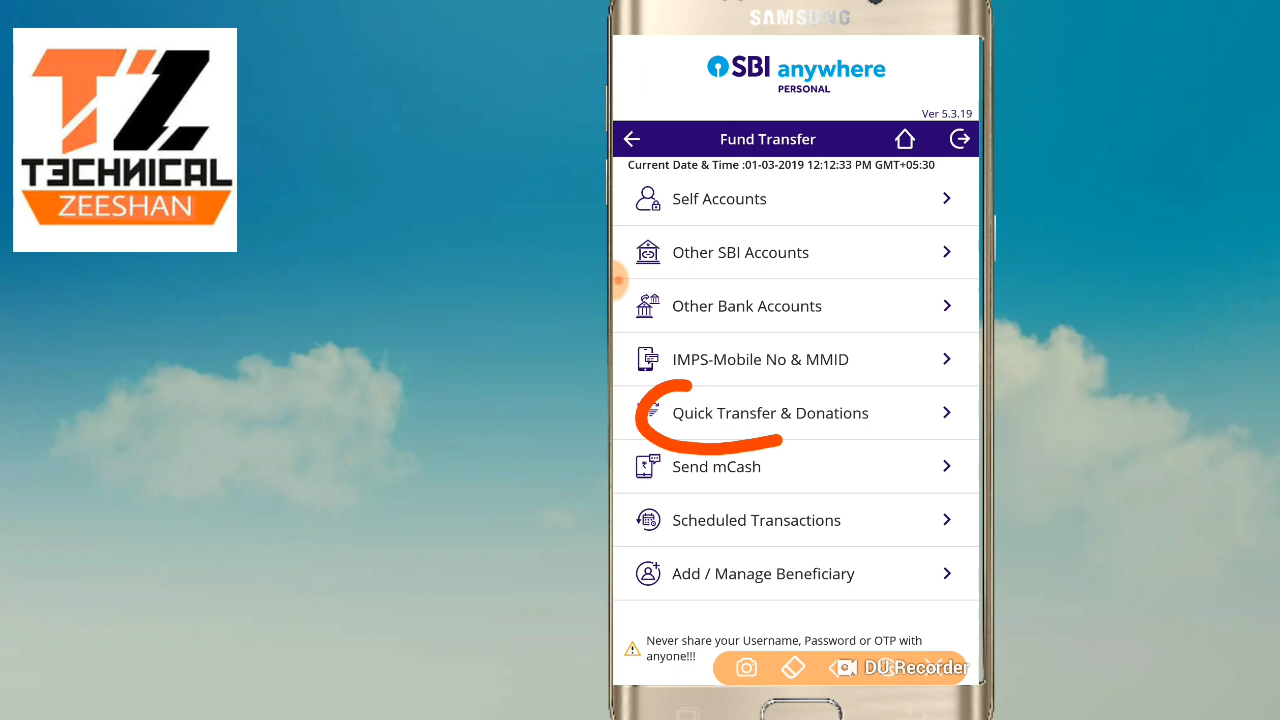 TZ
TECHNICAL
ZEESHAN
SAMSUNG
SBI anywhere
PERSONAL
Ver 5.3.19
Fund Transfer
Current Date & Time :01-03-2019 12:12:33 PM GMT+05:30
Self Accounts
Other SBI Accounts
Other Bank Accounts
IMPS-Mobile No & MMID
Quick Transfer & Donations
Send mCash
Scheduled Transactions
Add / Manage Beneficiary
Never share your Username, Password or OTP with
anyone!!!
DU Recorder